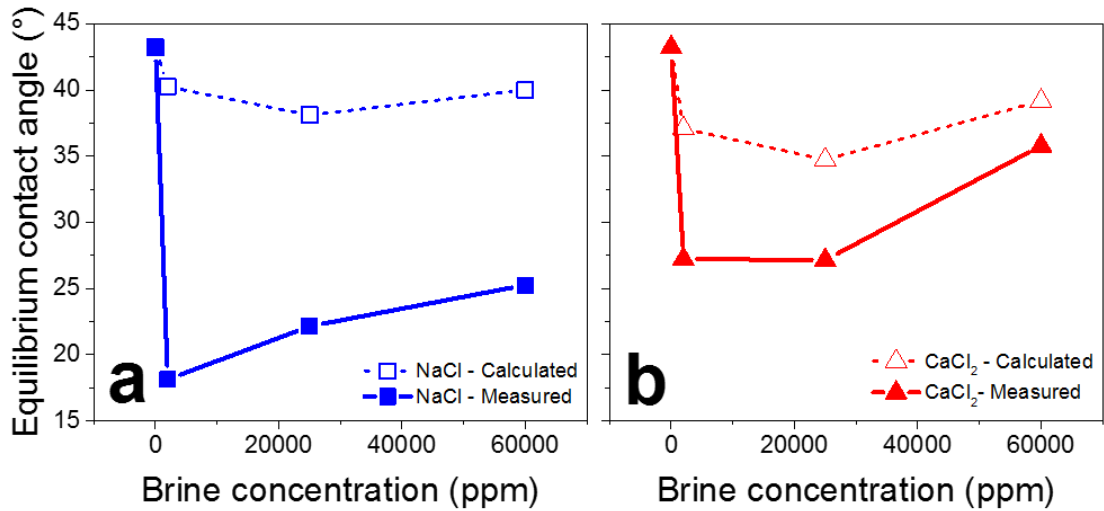 Equilibrium contact angle (º)
45
40
35
30
25
20
15
a
NaCl - Calculated
NaCl - Measured
0 20000 40000 60000
Brine concentration (ppm)
b
CaCl₂ - Calculated
CaCl₂- Measured
0 20000 40000 60000
Brine concentration (ppm)